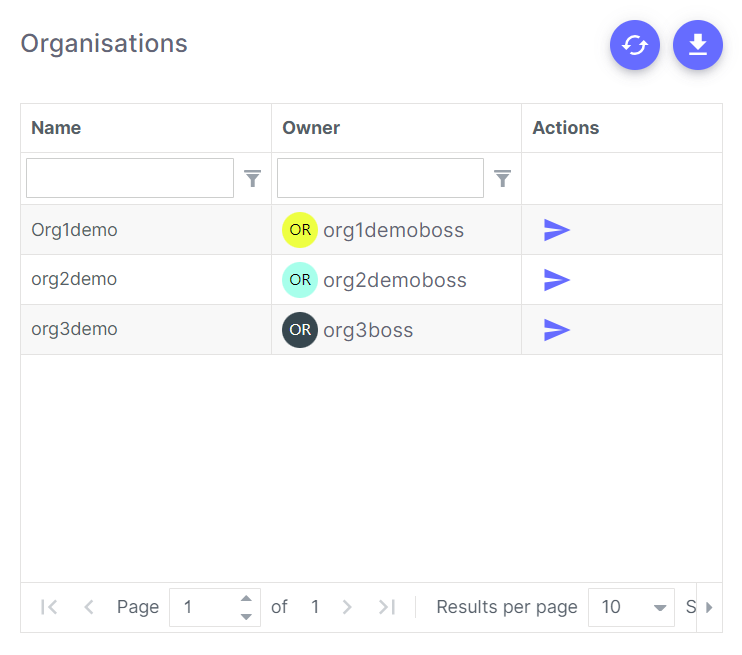 Organisations
Name Owner Actions
Org1demo OR org1demoboss
org2demo OR org2demoboss
org3demo OR org3boss
Page 1 of 1 Results per page 10 S